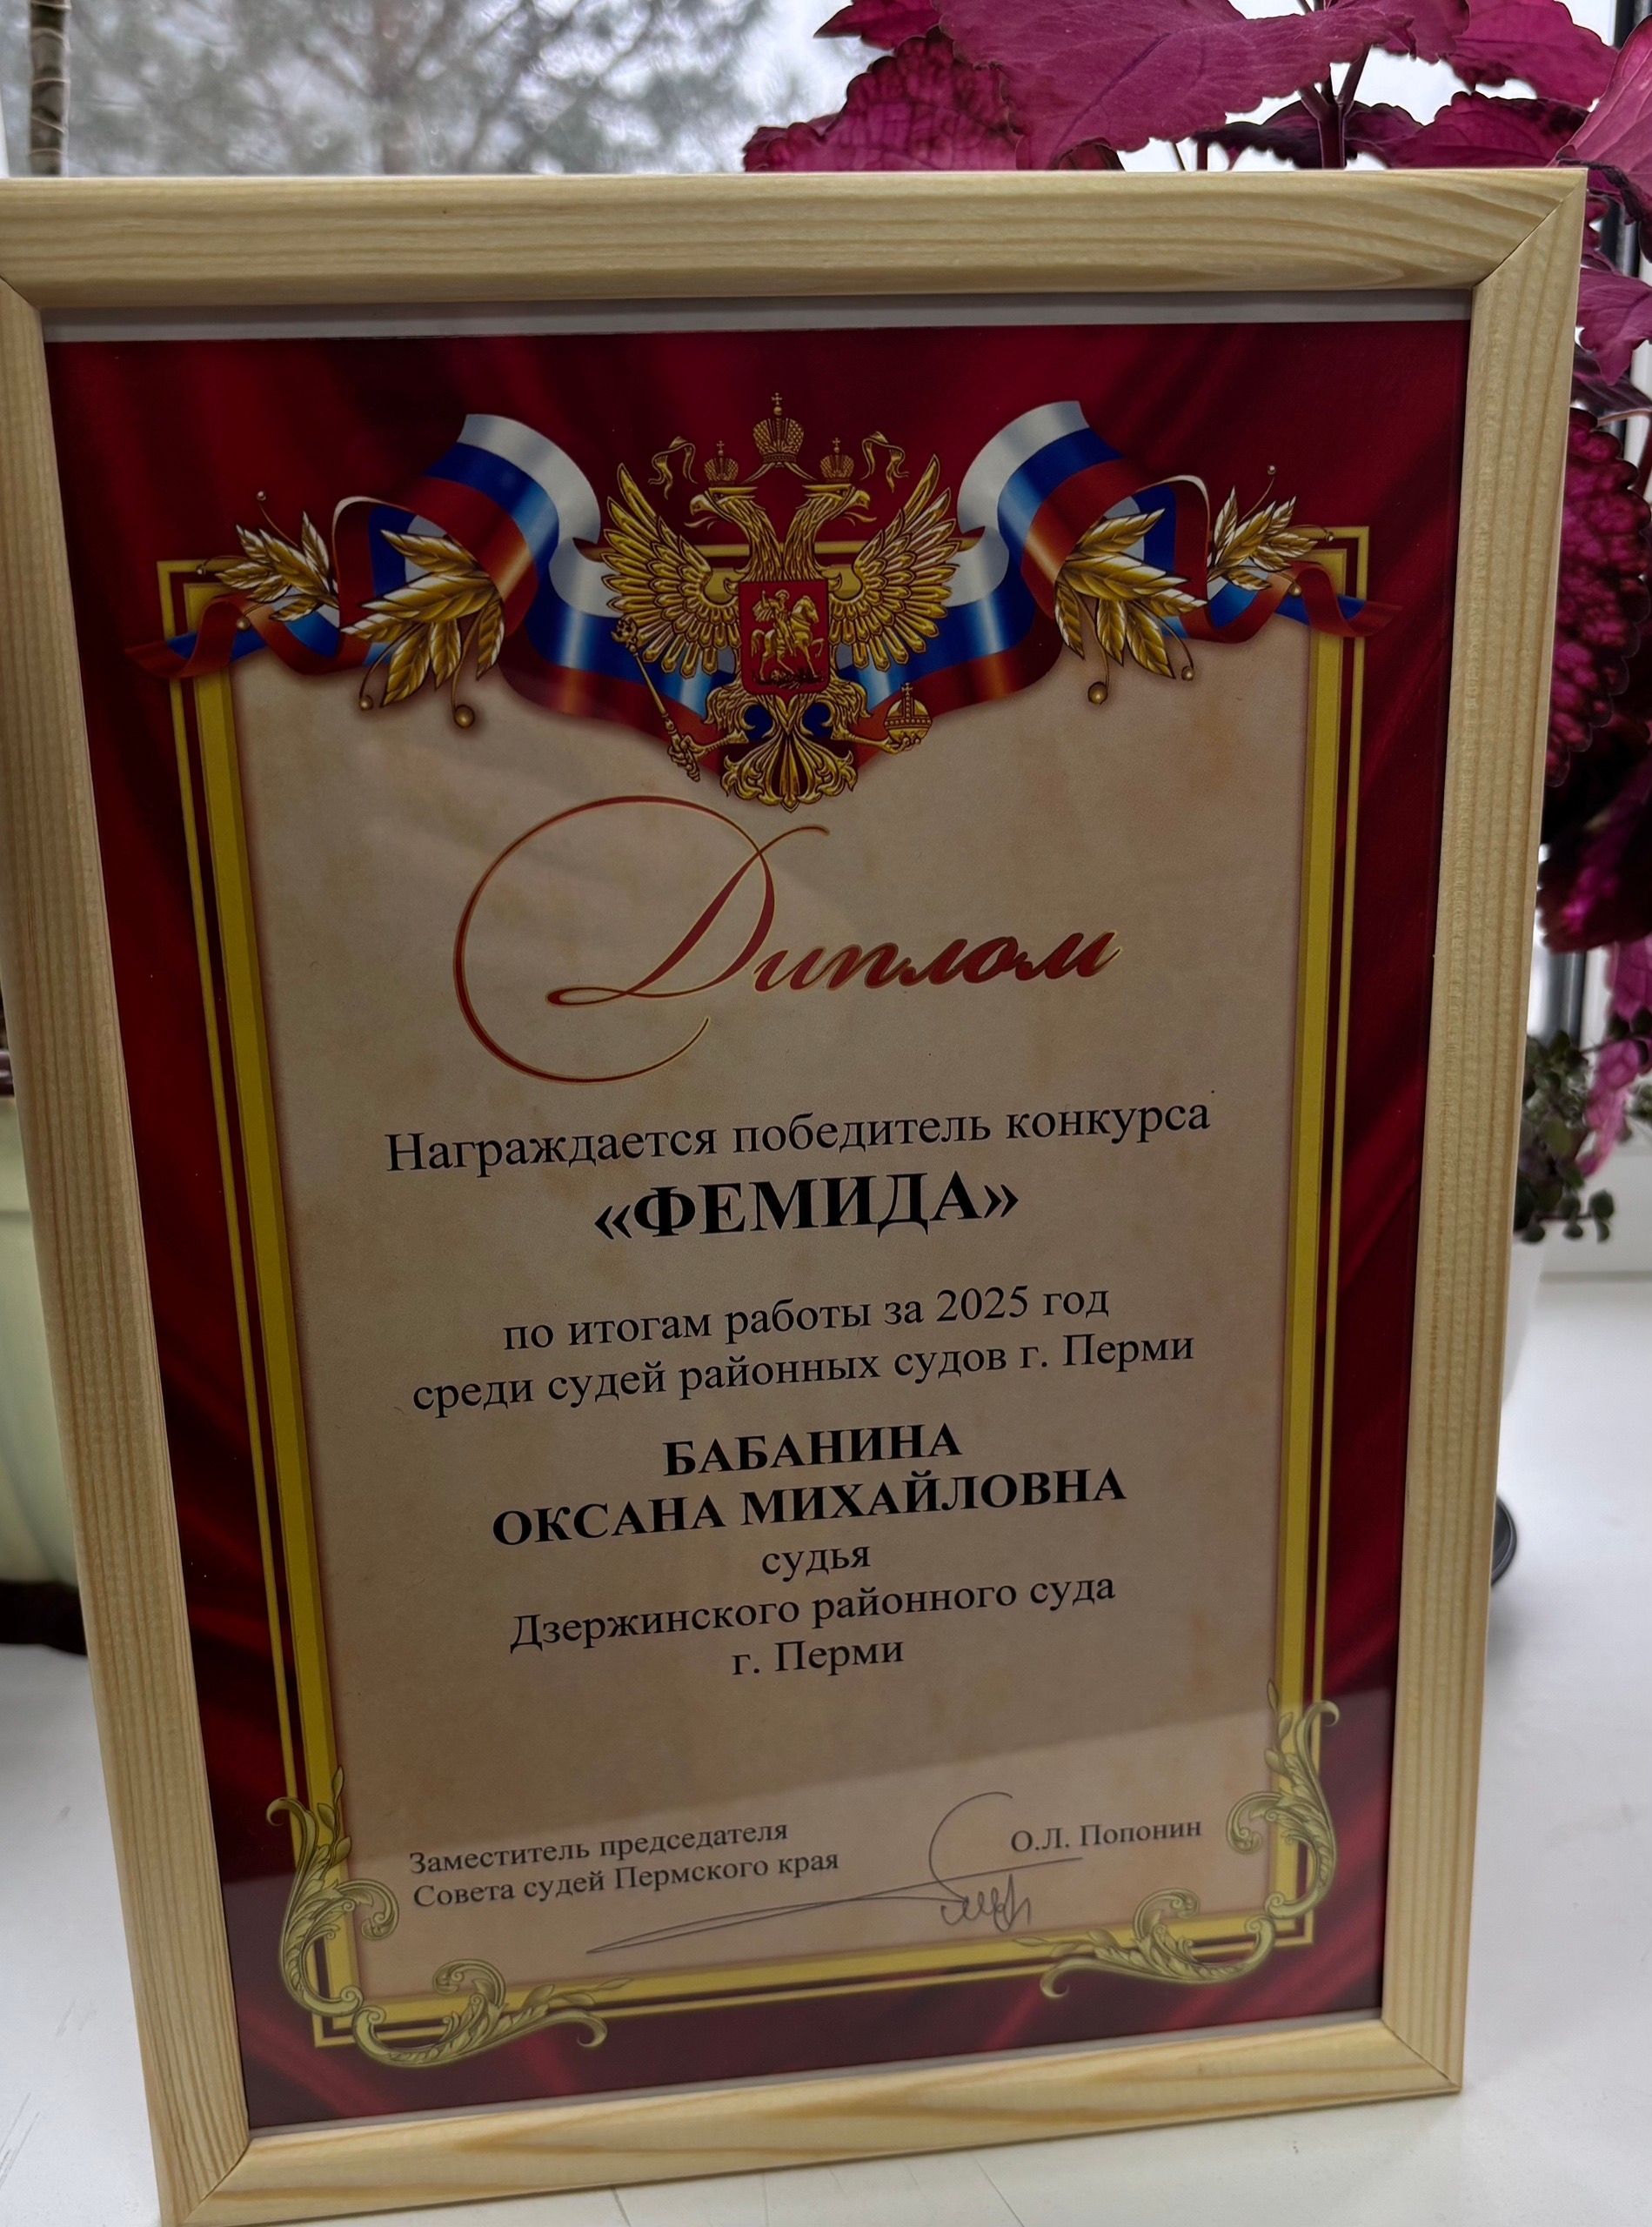 Диплом
Награждается победитель конкурса
«ФЕМИДА»
по итогам работы за 2025 год
среди судей районных судов г. Перми
БАБАНИНА
ОКСАНА МИХАЙЛОВНА
судья
Дзержинского районного суда
г. Перми
Заместитель председателя
Совета судей Пермского края
О.Л. Попонин